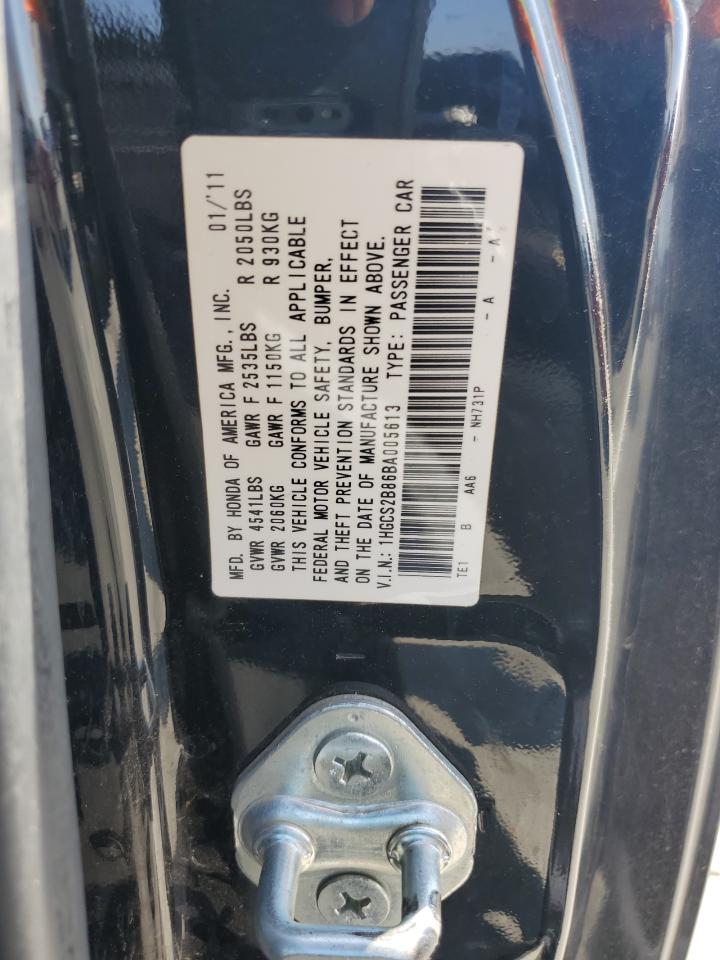 MFD. BY HONDA OF AMERICA MFG., INC. 01/'11
GVWR 4541LBS GAWR F 2535LBS R 2050LBS
GVWR 2060KG GAWR F 1150KG R 930KG
THIS VEHICLE CONFORMS TO ALL APPLICABLE
FEDERAL MOTOR VEHICLE SAFETY, BUMPER,
AND THEFT PREVENTION STANDARDS IN EFFECT
ON THE DATE OF MANUFACTURE SHOWN ABOVE.
V.I.N.: 1HGCS2B86BA005613 TYPE: PASSENGER CAR
TE1 B AA6 - NH731P - A - A